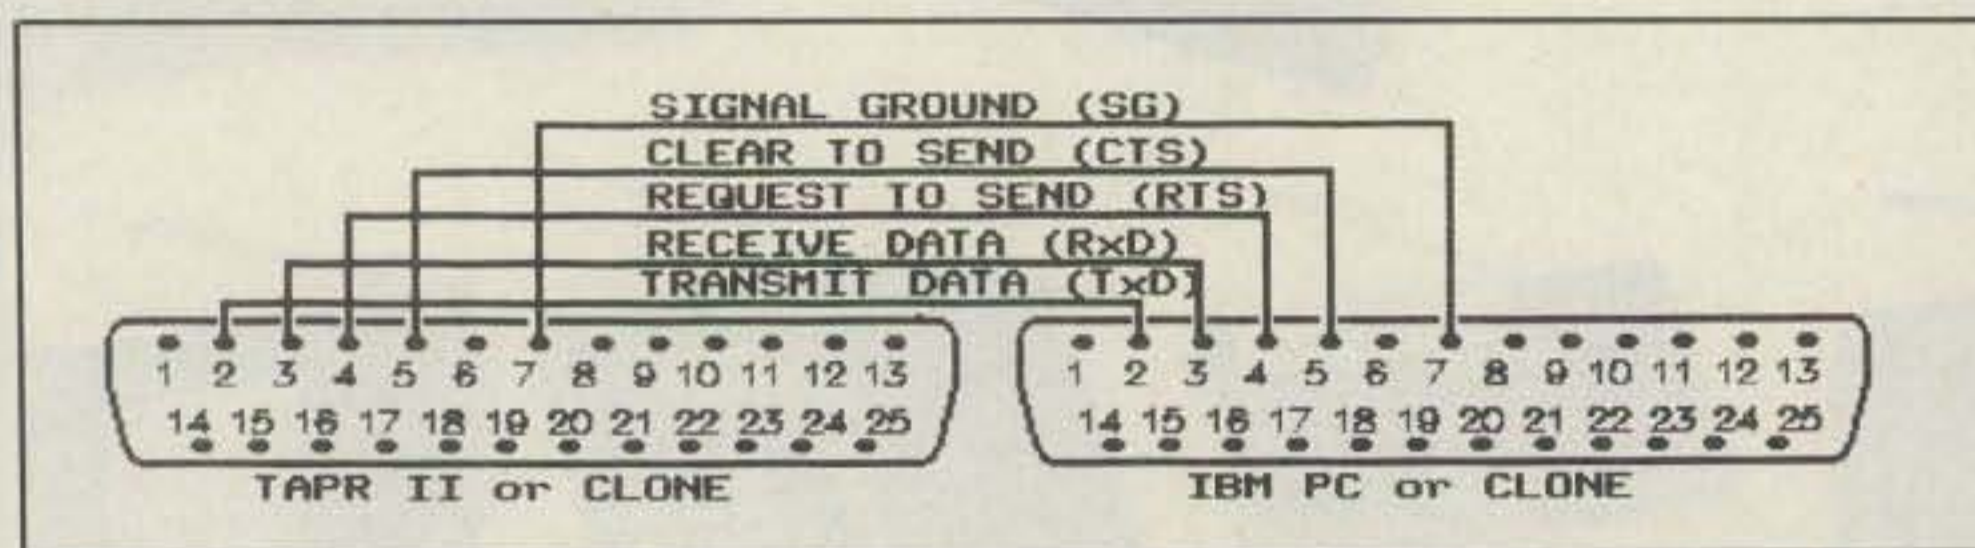 SIGNAL GROUND (SG)
CLEAR TO SEND (CTS)
REQUEST TO SEND (RTS)
RECEIVE DATA (RxD)
TRANSMIT DATA (TxD)
1 2 3 4 5 6 7 8 9 10 11 12 13
14 15 16 17 18 19 20 21 22 23 24 25
TAPR II or CLONE
1 2 3 4 5 6 7 8 9 10 11 12 13
14 15 16 17 18 19 20 21 22 23 24 25
IBM PC or CLONE